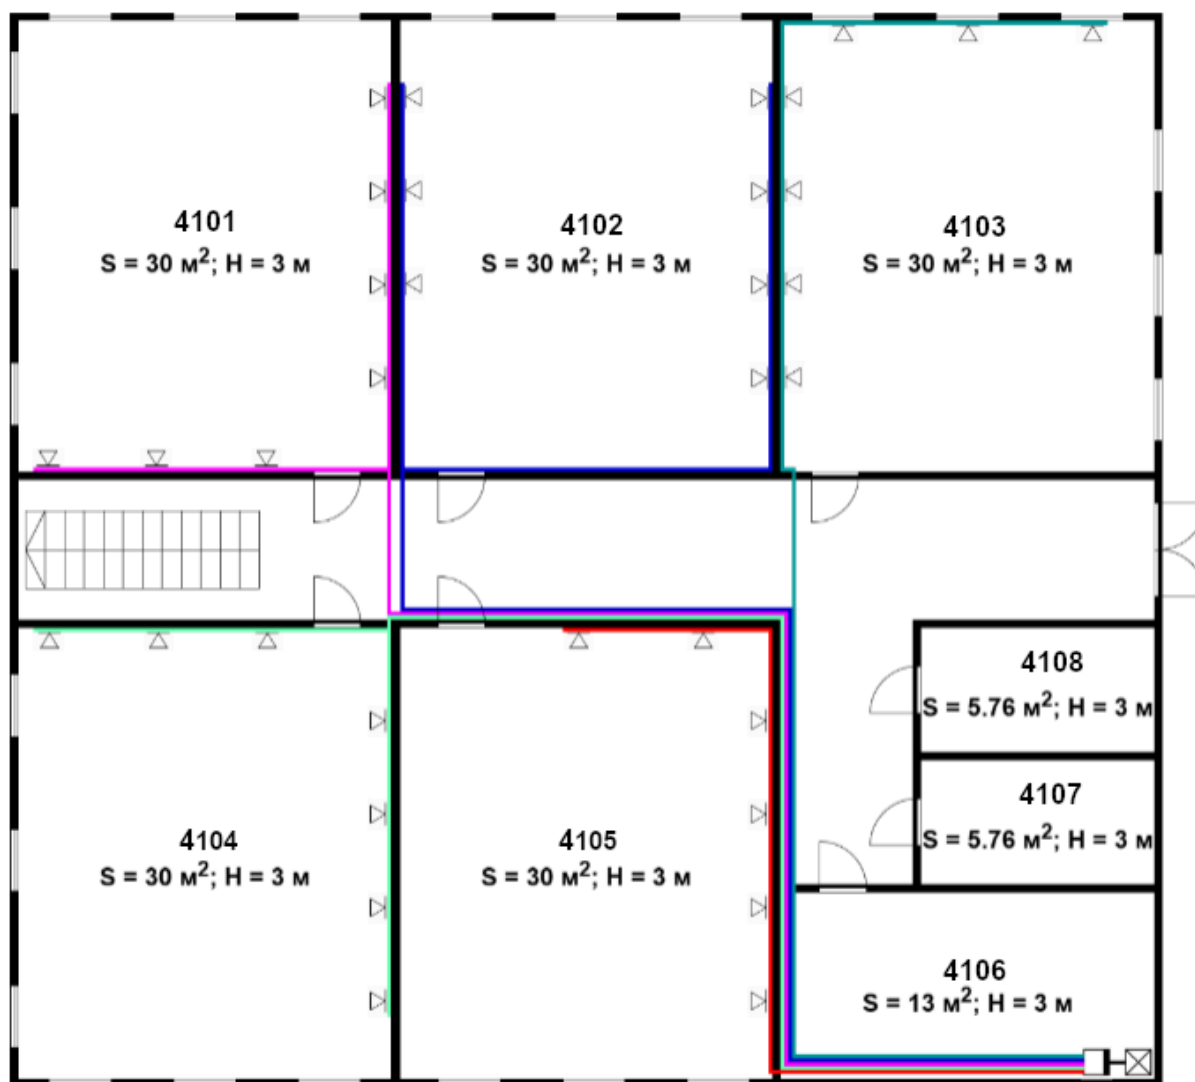 4101
S = 30 м²; H = 3 м
4102
S = 30 м²; H = 3 м
4103
S = 30 м²; H = 3 м
4108
S = 5.76 м²; H = 3 м
4107
S = 5.76 м²; H = 3 м
4104
S = 30 м²; H = 3 м
4105
S = 30 м²; H = 3 м
4106
S = 13 м²; H = 3 м